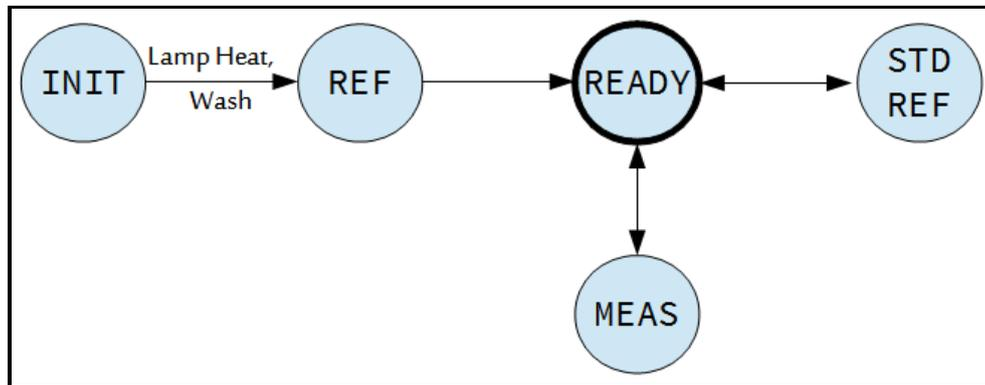 INIT
Lamp Heat,
Wash
REF
READY
STD
REF
MEAS